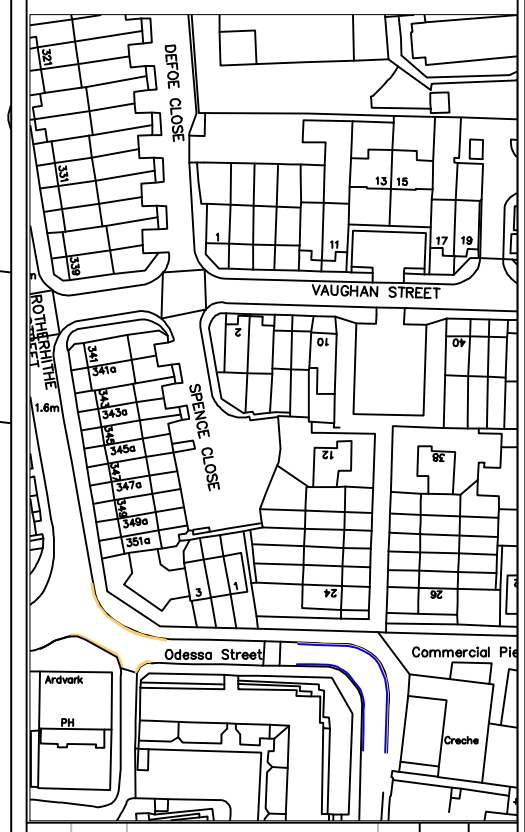 321
331
339
DEFOE CLOSE
1
11
13 15
17 19
VAUGHAN STREET
ROTHERHITHE
STREET
1.6m
341
341a
343
343a
345
345a
347
347a
349
349a
351a
SPENCE CLOSE
2
10
40
12
38
24
26
3 1
Odessa Street
Commercial Pie
Ardvark
PH
Creche